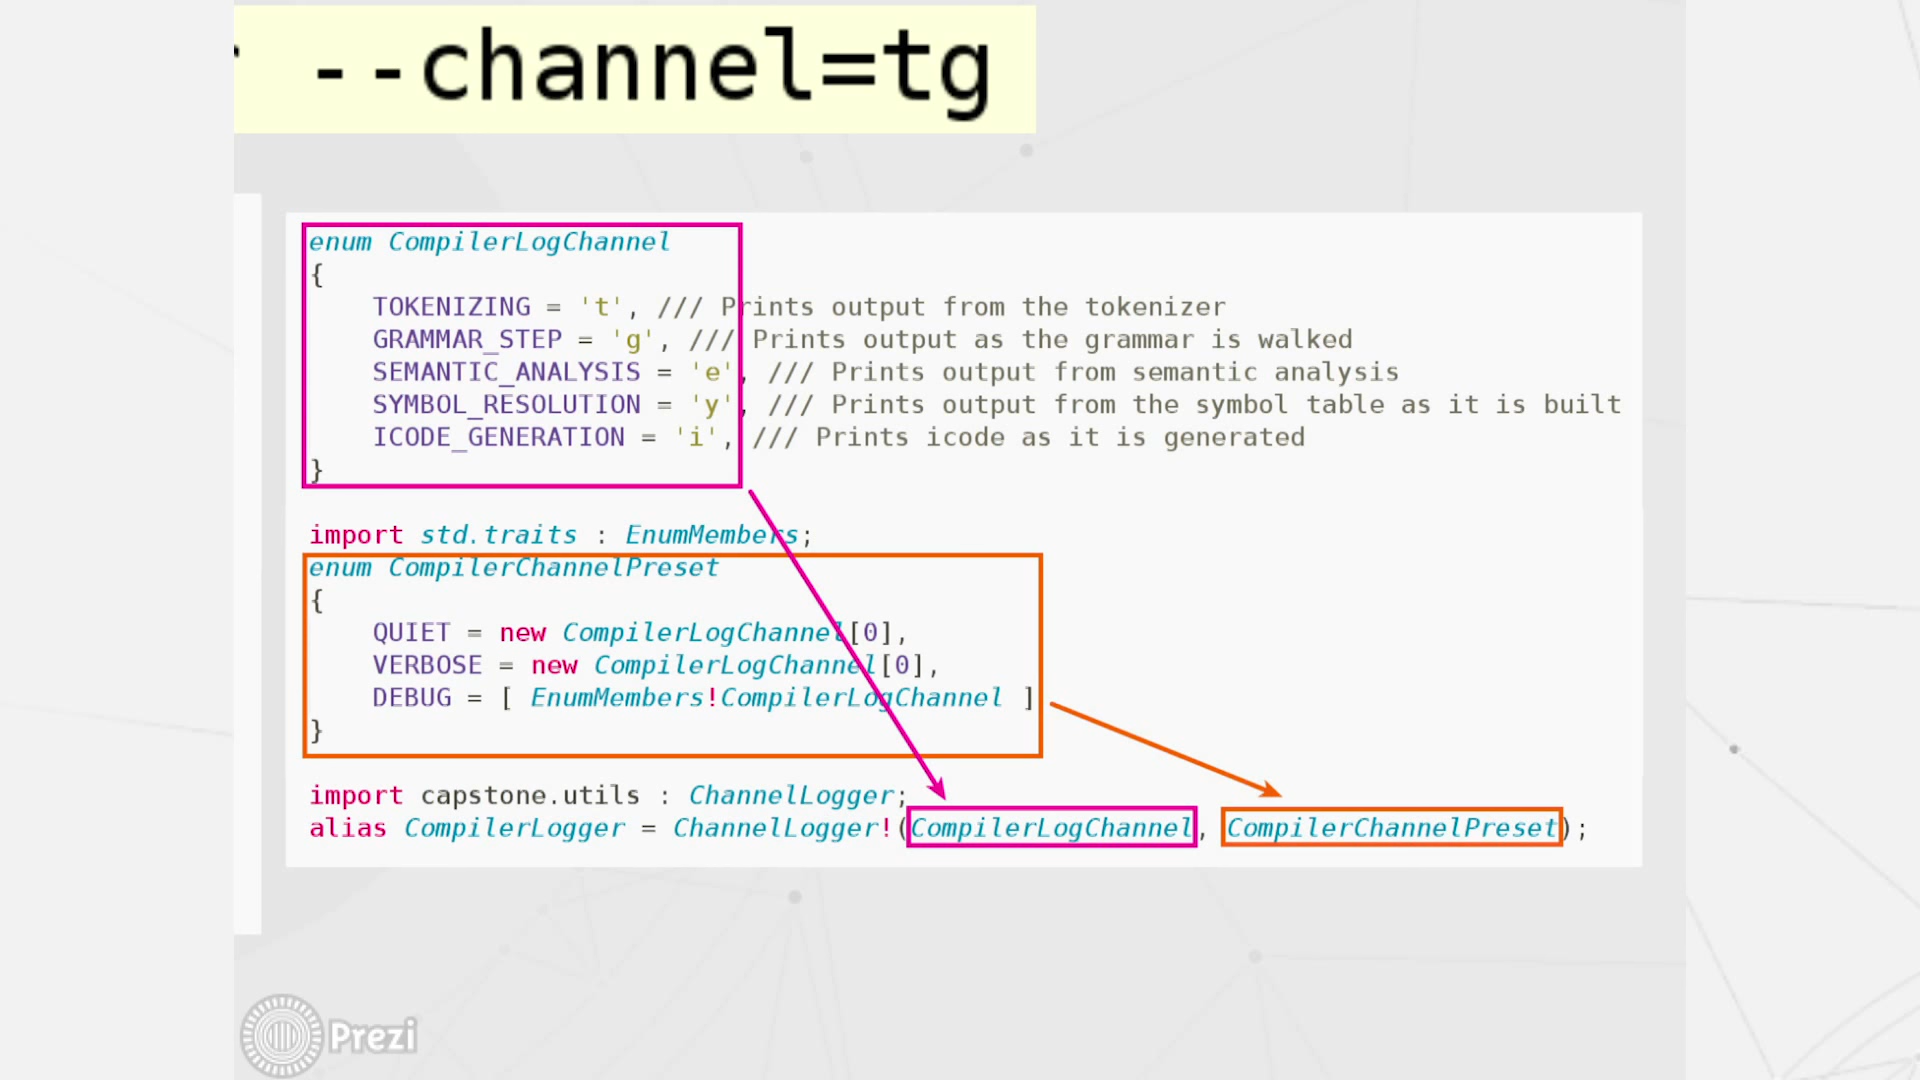 --channel=tg
enum CompilerLogChannel
{
    TOKENIZING = 't', /// Prints output from the tokenizer
    GRAMMAR_STEP = 'g', /// Prints output as the grammar is walked
    SEMANTIC_ANALYSIS = 'e', /// Prints output from semantic analysis
    SYMBOL_RESOLUTION = 'y', /// Prints output from the symbol table as it is built
    ICODE_GENERATION = 'i', /// Prints icode as it is generated
}
import std.traits : EnumMembers;
enum CompilerChannelPreset
{
    QUIET = new CompilerLogChannel[0],
    VERBOSE = new CompilerLogChannel[0],
    DEBUG = [ EnumMembers!CompilerLogChannel ]
}
import capstone.utils : ChannelLogger;
alias CompilerLogger = ChannelLogger!(CompilerLogChannel, CompilerChannelPreset);
Prezi